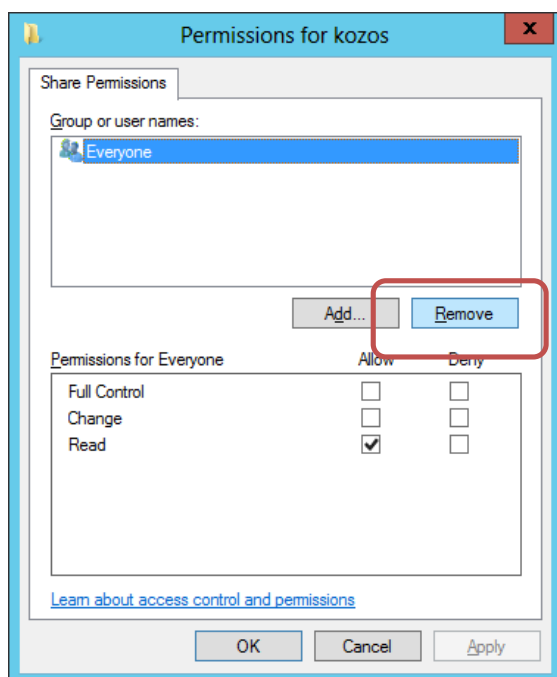 Permissions for kozos
x
Share Permissions
Group or user names:
Everyone
Add... Remove
Permissions for Everyone Allow Deny
Full Control
Change
Read
Learn about access control and permissions
OK Cancel Apply